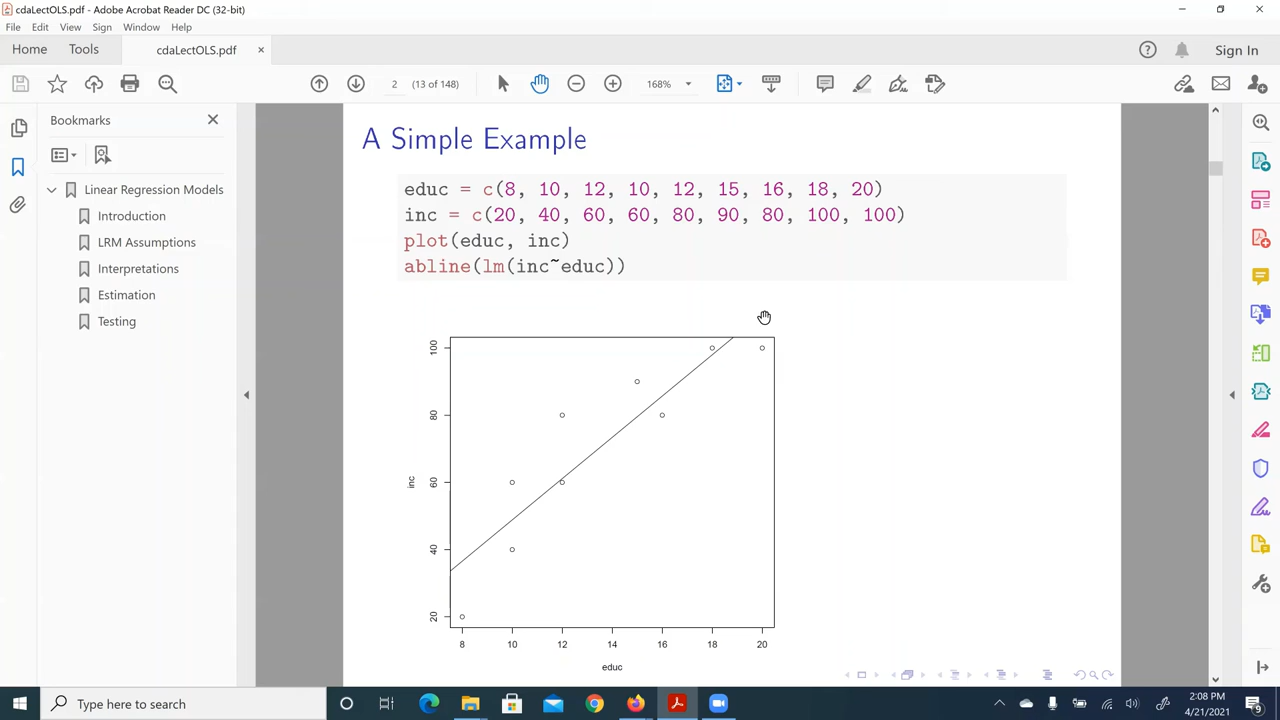 cdaLectOLS.pdf - Adobe Acrobat Reader DC (32-bit)
File Edit View Sign Window Help
Home Tools cdaLectOLS.pdf × Sign In
2 (13 of 148) 168%
Bookmarks
Linear Regression Models
Introduction
LRM Assumptions
Interpretations
Estimation
Testing
A Simple Example
educ = c(8, 10, 12, 10, 12, 15, 16, 18, 20)
inc = c(20, 40, 60, 60, 80, 90, 80, 100, 100)
plot(educ, inc)
abline(lm(inc~educ))
100
80
60
40
20
inc
8 10 12 14 16 18 20
educ
Type here to search
2:08 PM
4/21/2021
9